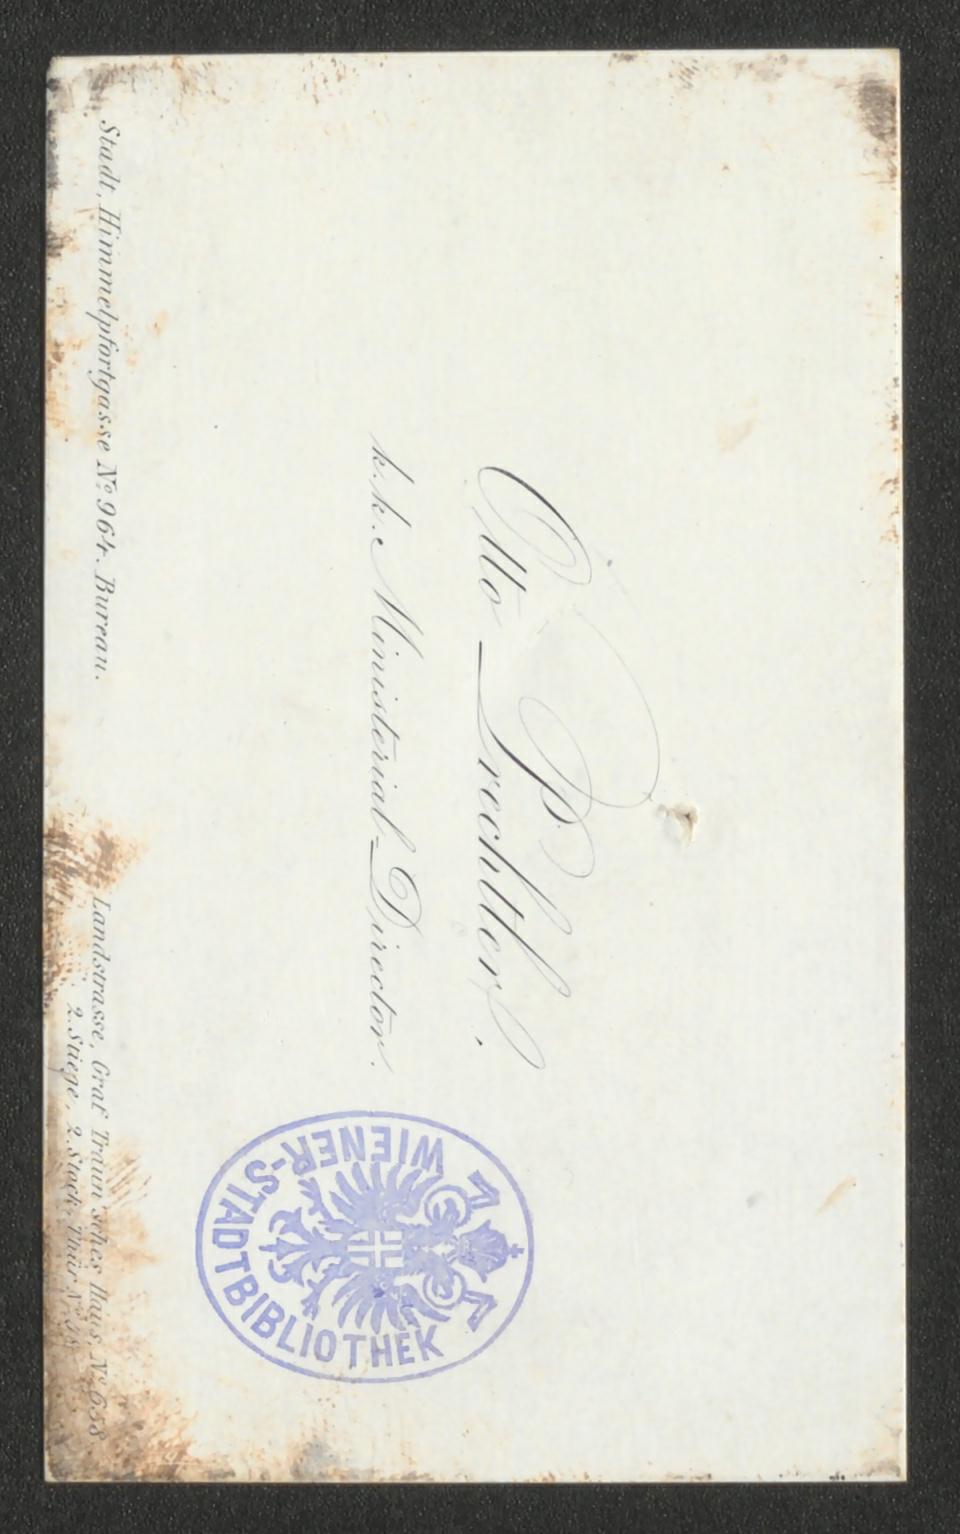 Otto Prechtler.
k. k. Ministerial-Director.
Stadt, Himmelpfortgasse No 964. Bureau.
Landstrasse, Graf Traun'sches Haus, No 658
2. Stiege, 2. Stock, Thür No
WIENER-STADTBIBLIOTHEK